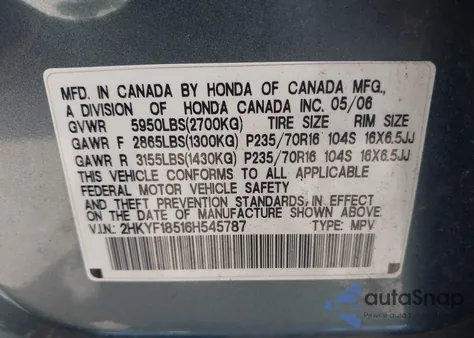 MFD. IN CANADA BY HONDA OF CANADA MFG.,
A DIVISION OF HONDA CANADA INC. 05/06
GVWR 5950LBS(2700KG) TIRE SIZE RIM SIZE
GAWR F 2865LBS(1300KG) P235/70R16 104S 16X6.5JJ
GAWR R 3155LBS(1430KG) P235/70R16 104S 16X6.5JJ
THIS VEHICLE CONFORMS TO ALL APPLICABLE
FEDERAL MOTOR VEHICLE SAFETY
AND THEFT PREVENTION STANDARDS IN EFFECT ON
THE DATE OF MANUFACTURE SHOWN ABOVE.
V.I.N.: 2HKYF18516H545787 TYPE: MPV
autoSnap